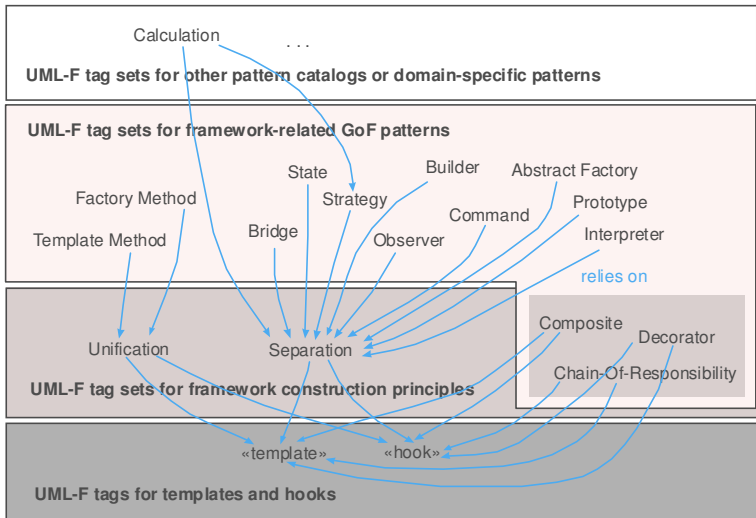 Calculation
. . .
UML-F tag sets for other pattern catalogs or domain-specific patterns
UML-F tag sets for framework-related GoF patterns
State
Builder
Abstract Factory
Factory Method
Strategy
Prototype
Command
Template Method
Bridge
Observer
Interpreter
relies on
Composite
Decorator
Unification
Separation
Chain-Of-Responsibility
UML-F tag sets for framework construction principles
«template»
«hook»
UML-F tags for templates and hooks